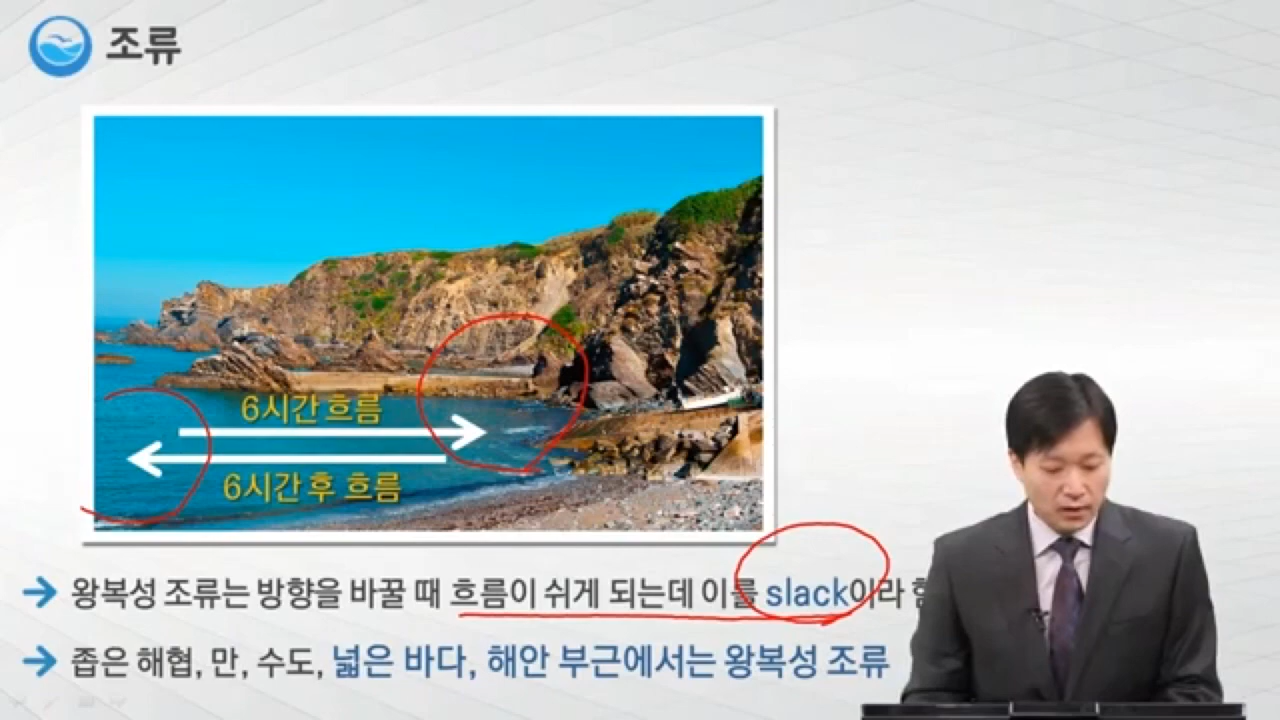 조류
6시간 흐름
6시간 후 흐름
왕복성 조류는 방향을 바꿀 때 흐름이 쉬게 되는데 이를 slack이라
좁은 해협, 만, 수도, 넓은 바다, 해안 부근에서는 왕복성 조류